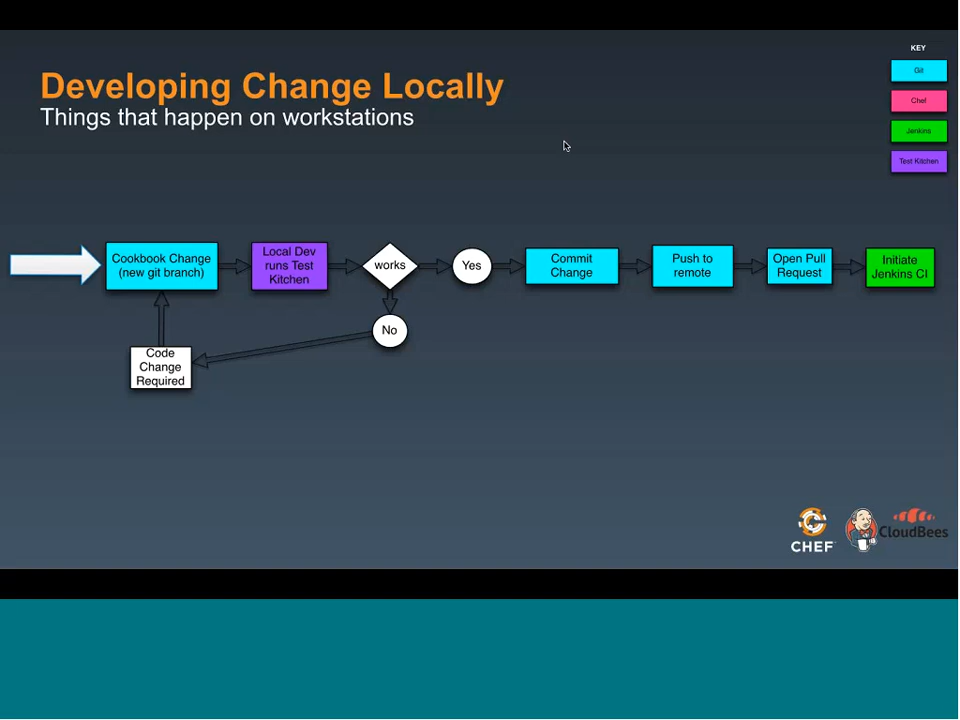 KEY
Git
Chef
Jenkins
Test Kitchen
Developing Change Locally
Things that happen on workstations
Cookbook Change
(new git branch)
Local Dev
runs Test
Kitchen
works
Yes
Commit
Change
Push to
remote
Open Pull
Request
Initiate
Jenkins CI
No
Code
Change
Required
CHEF
CloudBees